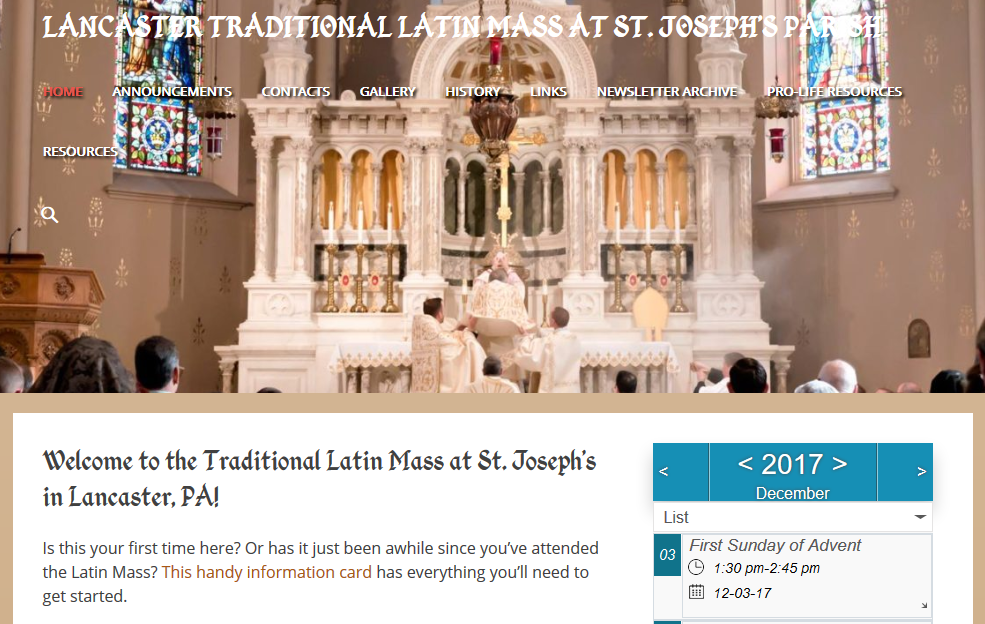 LANCASTER TRADITIONAL LATIN MASS AT ST. JOSEPH'S PARISH
HOME ANNOUNCEMENTS CONTACTS GALLERY HISTORY LINKS NEWSLETTER ARCHIVE PRO-LIFE RESOURCES
RESOURCES
Welcome to the Traditional Latin Mass at St. Joseph's
in Lancaster, PA!
Is this your first time here? Or has it just been awhile since you've attended
the Latin Mass? This handy information card has everything you'll need to
get started.
< < 2017 > >
December
List
03 First Sunday of Advent
1:30 pm-2:45 pm
12-03-17